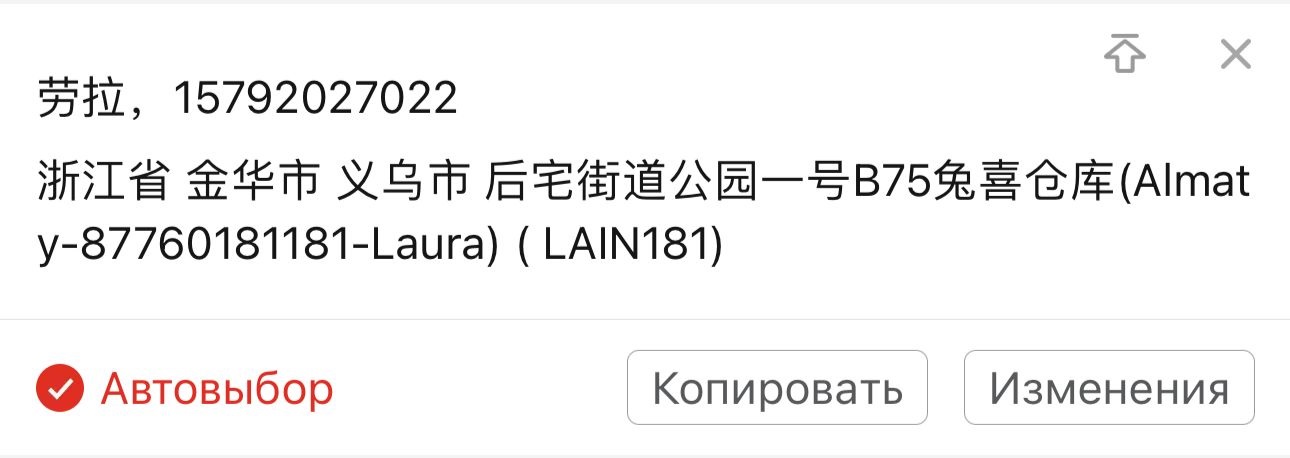 劳拉，15792027022
浙江省 金华市 义乌市 后宅街道公园一号B75兔喜仓库(Almat
y-87760181181-Laura) ( LAIN181)
Автовыбор
Копировать
Изменения